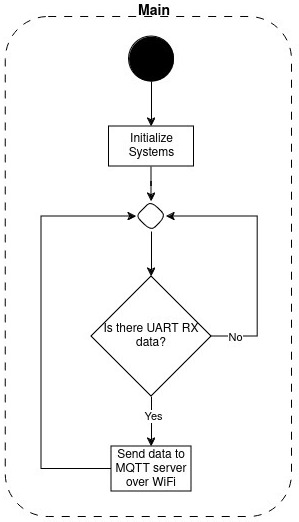 Main
Initialize
Systems
Is there UART RX
data?
No
Yes
Send data to
MQTT server
over WiFi